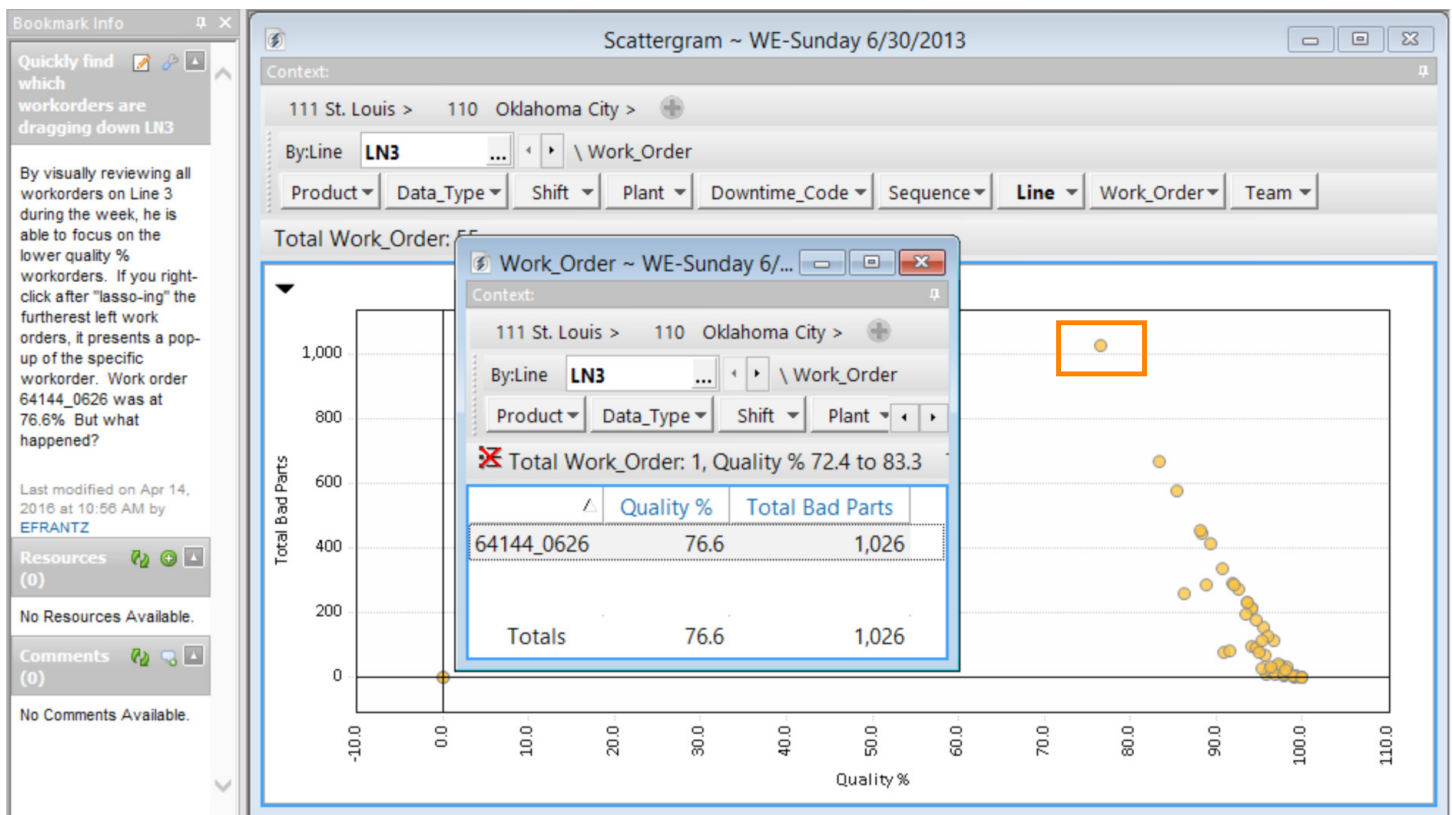 Bookmark Info
Quickly find
which
workorders are
dragging down LN3
By visually reviewing all
workorders on Line 3
during the week, he is
able to focus on the
lower quality %
workorders. If you right-
click after "lasso-ing" the
furtherest left work
orders, it presents a pop-
up of the specific
workorder. Work order
64144_0626 was at
76.6% But what
happened?
Last modified on Apr 14,
2016 at 10:56 AM by
EFRANTZ
Resources
(0)
No Resources Available.
Comments
(0)
No Comments Available.
Scattergram ~ WE-Sunday 6/30/2013
Context:
111 St. Louis > 110 Oklahoma City >
By:Line LN3 ... \ Work_Order
Product Data_Type Shift Plant Downtime_Code Sequence Line Work_Order Team
Total Work_Order:
Work_Order ~ WE-Sunday 6/...
Context:
111 St. Louis > 110 Oklahoma City >
By:Line LN3 ... \ Work_Order
Product Data_Type Shift Plant
Total Work_Order: 1, Quality % 72.4 to 83.3
Quality % Total Bad Parts
64144_0626 76.6 1,026
Totals 76.6 1,026
Total Bad Parts
1,000
800
600
400
200
0
-10.0 0.0 10.0 20.0 30.0 40.0 50.0 60.0 70.0 80.0 90.0 100.0 110.0
Quality %